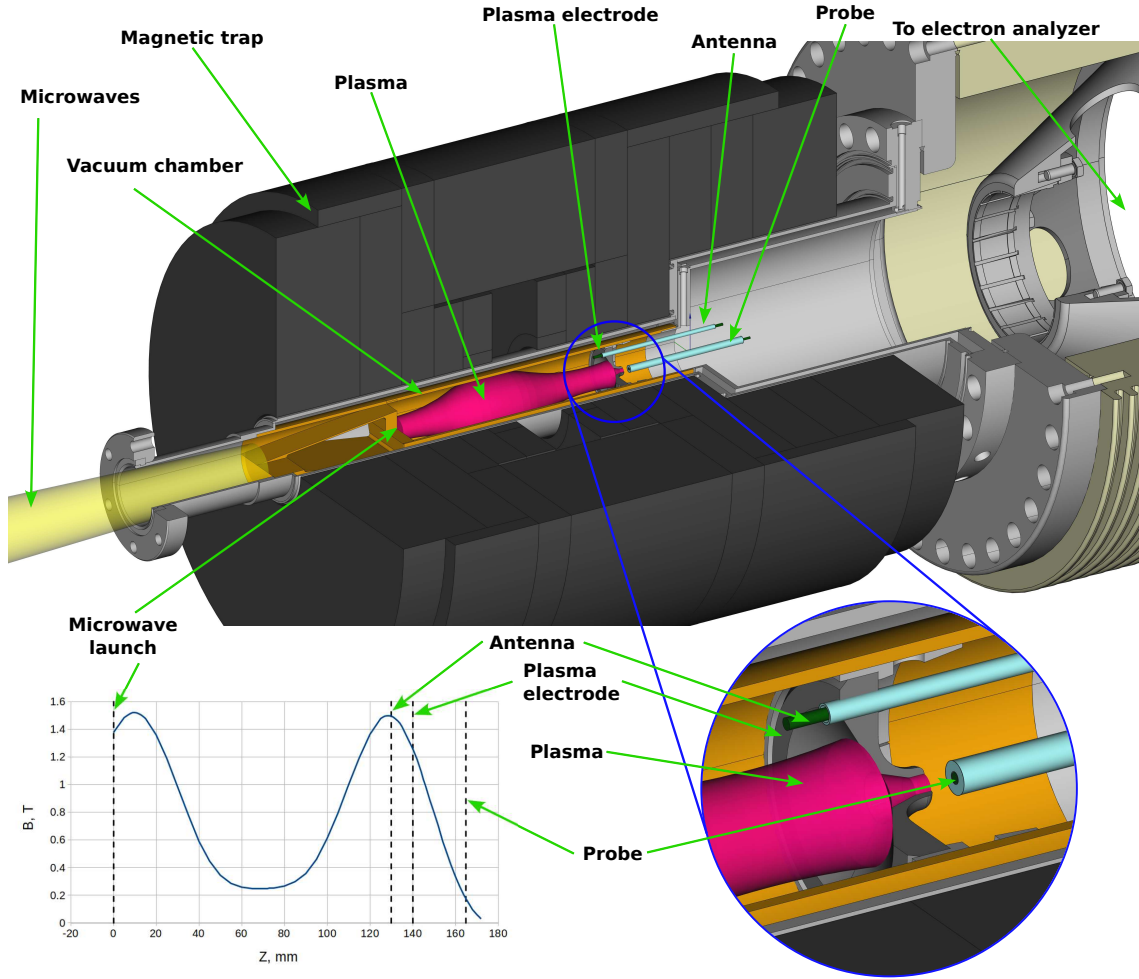 Plasma electrode
Probe
Magnetic trap
Antenna
To electron analyzer
Plasma
Microwaves
Vacuum chamber
Microwave
launch
Antenna
Plasma
electrode
Plasma
Probe
B, T
1.6
1.4
1.2
1
0.8
0.6
0.4
0.2
0
-20
0
20
40
60
80
100
120
140
160
180
Z, mm